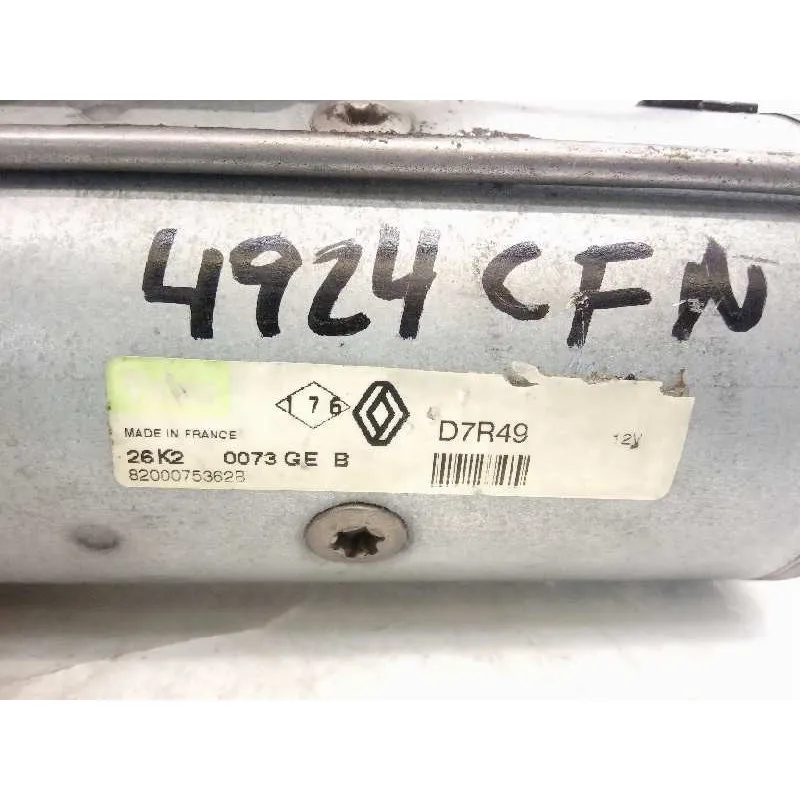 4924 CFN
176
MADE IN FRANCE
D7R49
12V
26K2 0073 GE B
8200075362B